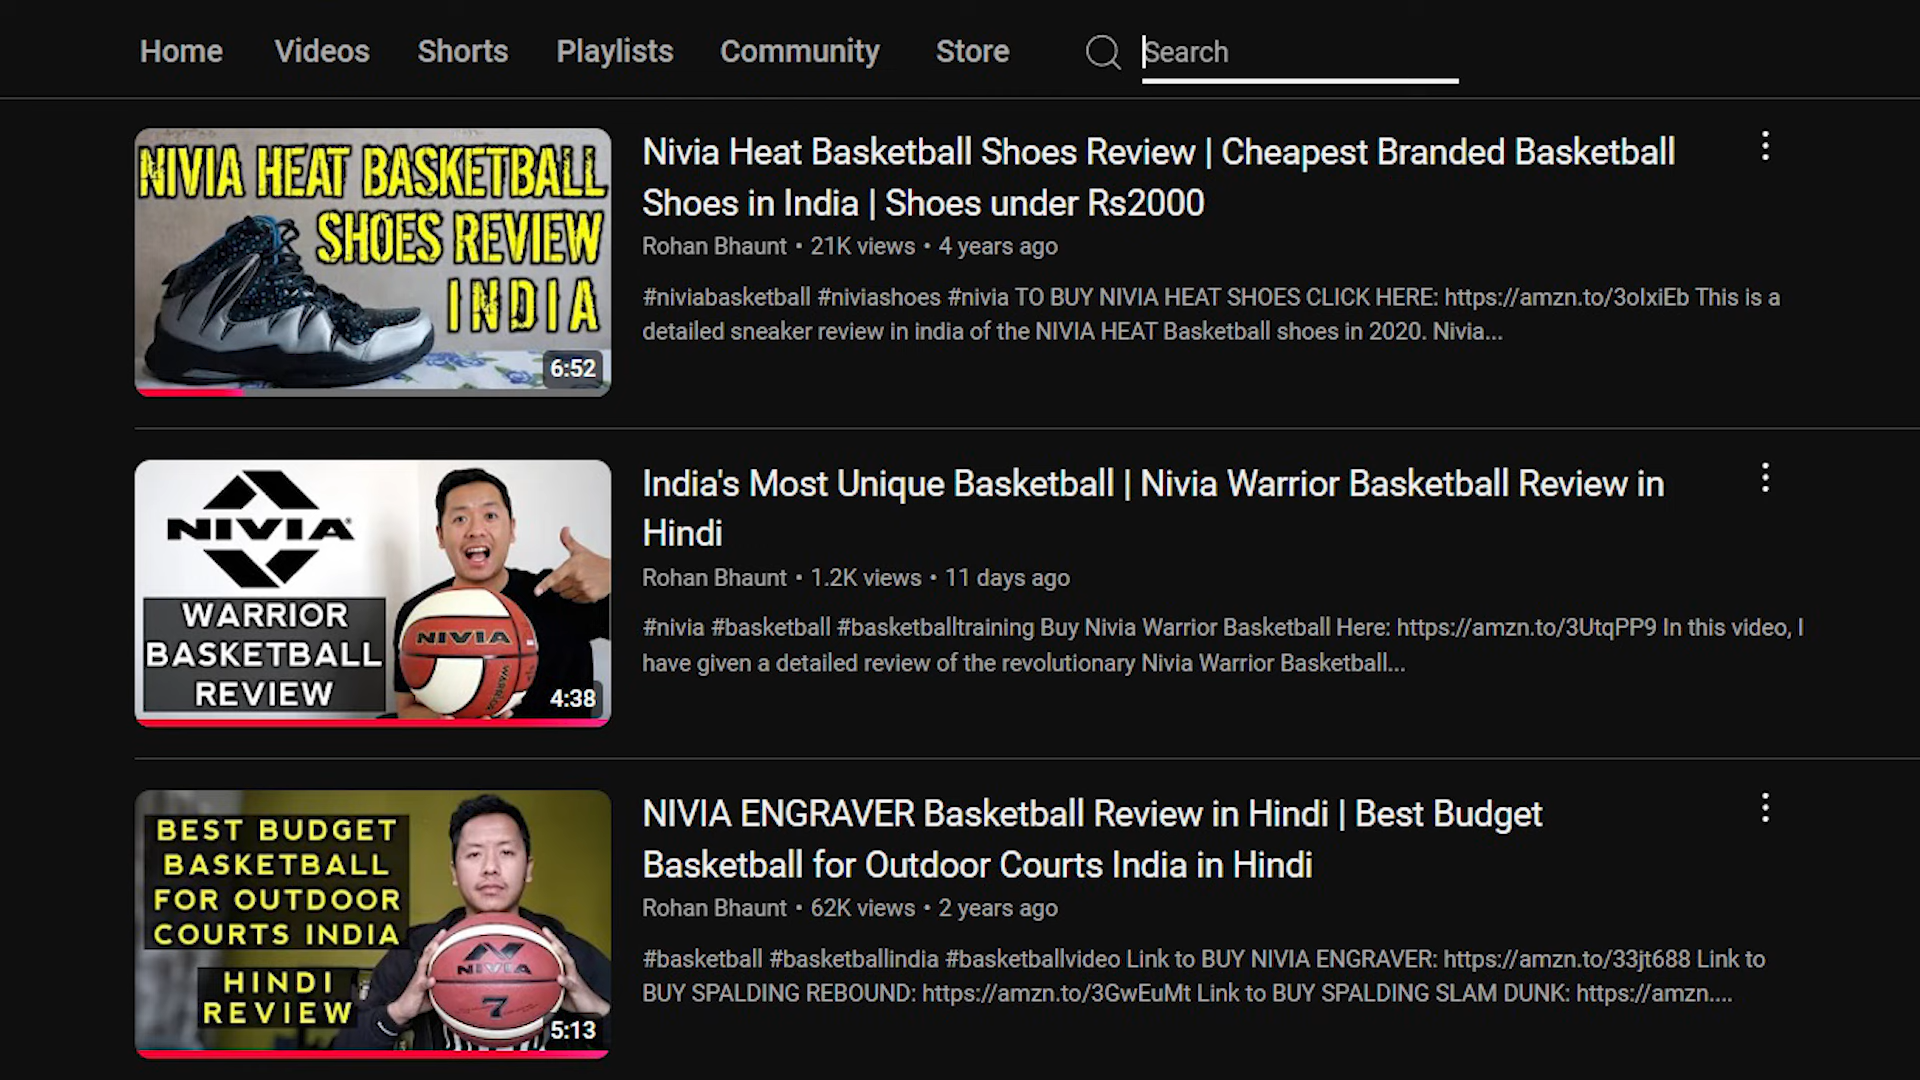 Home Videos Shorts Playlists Community Store Search
NIVIA HEAT BASKETBALL
SHOES REVIEW
INDIA
6:52
Nivia Heat Basketball Shoes Review | Cheapest Branded Basketball
Shoes in India | Shoes under Rs2000
Rohan Bhaunt • 21K views • 4 years ago
#niviabasketball #niviashoes #nivia TO BUY NIVIA HEAT SHOES CLICK HERE: https://amzn.to/3oIxiEb This is a
detailed sneaker review in india of the NIVIA HEAT Basketball shoes in 2020. Nivia...
NIVIA
WARRIOR
BASKETBALL
REVIEW
NIVIA
WARRIOR
4:38
India's Most Unique Basketball | Nivia Warrior Basketball Review in
Hindi
Rohan Bhaunt • 1.2K views • 11 days ago
#nivia #basketball #basketballtraining Buy Nivia Warrior Basketball Here: https://amzn.to/3UtqPP9 In this video, I
have given a detailed review of the revolutionary Nivia Warrior Basketball...
BEST BUDGET
BASKETBALL
FOR OUTDOOR
COURTS INDIA
HINDI
REVIEW
NIVIA
7
5:13
NIVIA ENGRAVER Basketball Review in Hindi | Best Budget
Basketball for Outdoor Courts India in Hindi
Rohan Bhaunt • 62K views • 2 years ago
#basketball #basketballindia #basketballvideo Link to BUY NIVIA ENGRAVER: https://amzn.to/33jt688 Link to
BUY SPALDING REBOUND: https://amzn.to/3GwEuMt Link to BUY SPALDING SLAM DUNK: https://amzn....